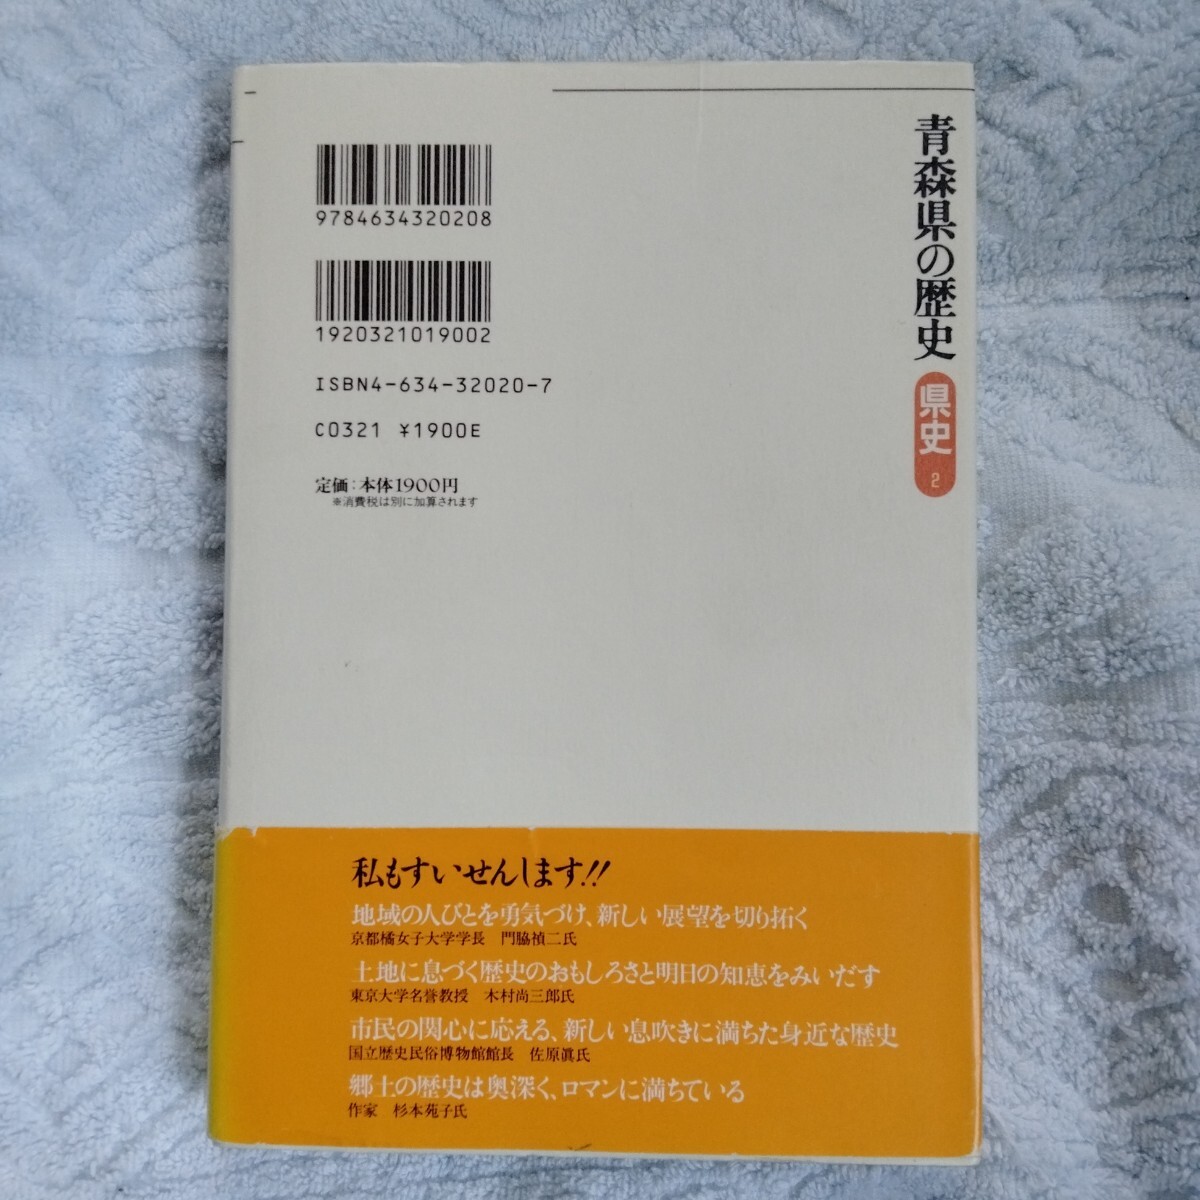 青森県の歴史
県史
2
9784634320208
1920321019002
ISBN4-634-32020-7
C0321 ¥1900E
定価:本体1900円
※消費税は別に加算されます
私もすいせんします!!
地域の人びとを勇気づけ、新しい展望を切り拓く
京都橘女子大学学長 門脇禎二氏
土地に息づく歴史のおもしろさと明日の知恵をみいだす
東京大学名誉教授 木村尚三郎氏
市民の関心に応える、新しい息吹きに満ちた身近な歴史
国立歴史民俗博物館館長 佐原眞氏
郷土の歴史は奥深く、ロマンに満ちている
作家 杉本苑子氏